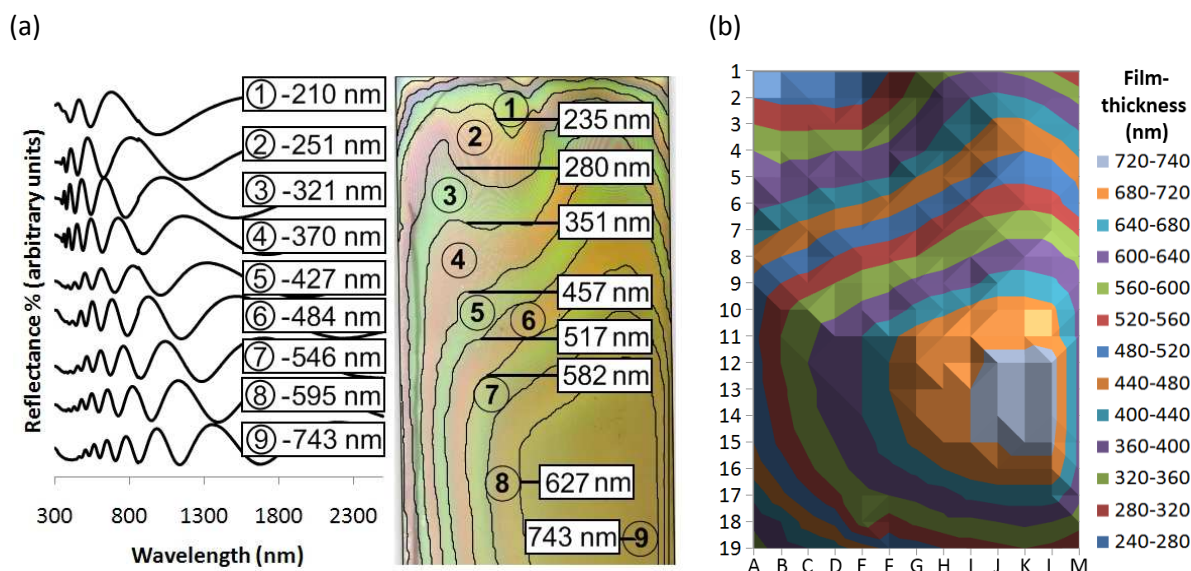 (a)
(b)
① -210 nm
② -251 nm
③ -321 nm
④ -370 nm
⑤ -427 nm
⑥ -484 nm
⑦ -546 nm
⑧ -595 nm
⑨ -743 nm
Reflectance % (arbitrary units)
300 800 1300 1800 2300
Wavelength (nm)
1
2
3
4
5
6
7
8
9
235 nm
280 nm
351 nm
457 nm
517 nm
582 nm
627 nm
743 nm
1
2
3
4
5
6
7
8
9
10
11
12
13
14
15
16
17
18
19
A B C D E F G H I J K L M
Film-
thickness
(nm)
720-740
680-720
640-680
600-640
560-600
520-560
480-520
440-480
400-440
360-400
320-360
280-320
240-280